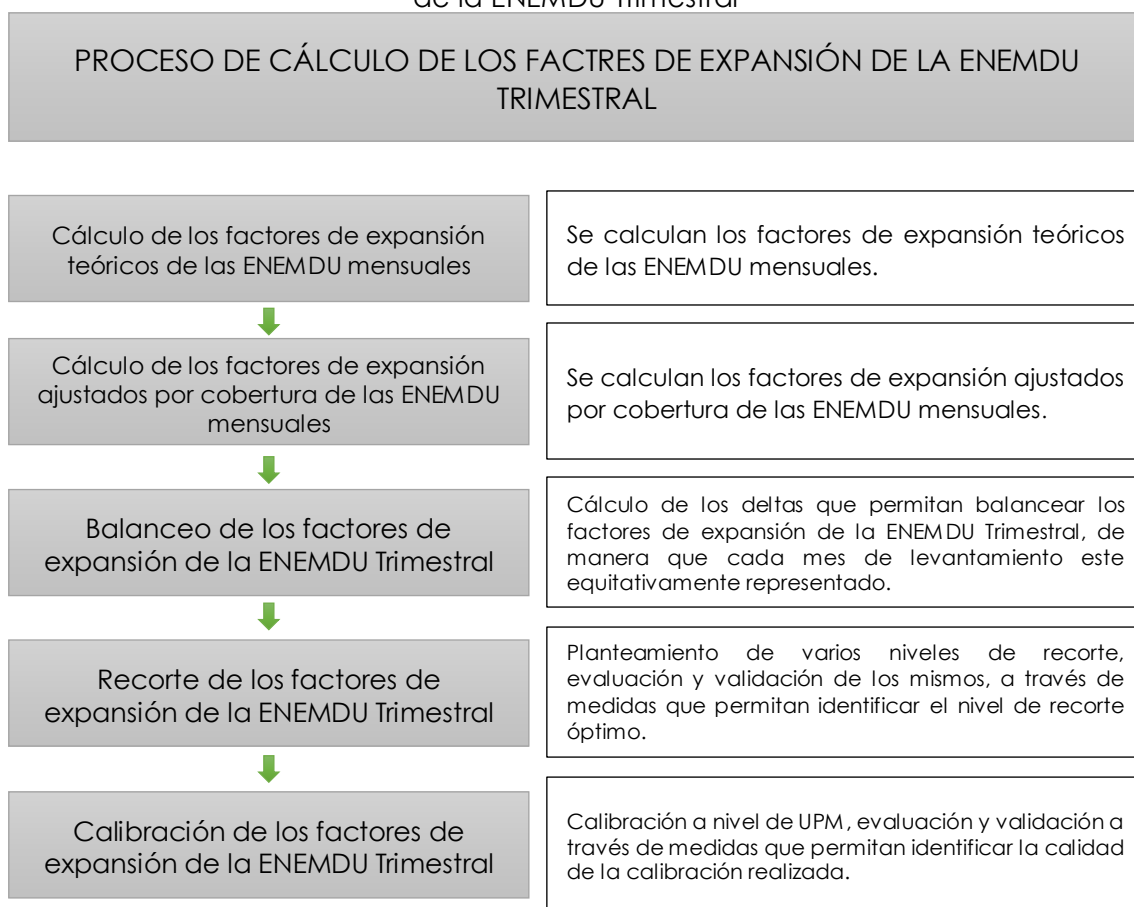 de la ENEMDU Trimestral
PROCESO DE CÁLCULO DE LOS FACTRES DE EXPANSIÓN DE LA ENEMDU
TRIMESTRAL
Cálculo de los factores de expansión
teóricos de las ENEMDU mensuales
Se calculan los factores de expansión teóricos
de las ENEMDU mensuales.
Cálculo de los factores de expansión
ajustados por cobertura de las ENEMDU
mensuales
Se calculan los factores de expansión ajustados
por cobertura de las ENEMDU mensuales.
Balanceo de los factores de
expansión de la ENEMDU Trimestral
Cálculo de los deltas que permitan balancear los
factores de expansión de la ENEMDU Trimestral, de
manera que cada mes de levantamiento este
equitativamente representado.
Recorte de los factores de
expansión de la ENEMDU Trimestral
Planteamiento de varios niveles de recorte,
evaluación y validación de los mismos, a través de
medidas que permitan identificar el nivel de recorte
óptimo.
Calibración de los factores de
expansión de la ENEMDU Trimestral
Calibración a nivel de UPM, evaluación y validación a
través de medidas que permitan identificar la calidad
de la calibración realizada.